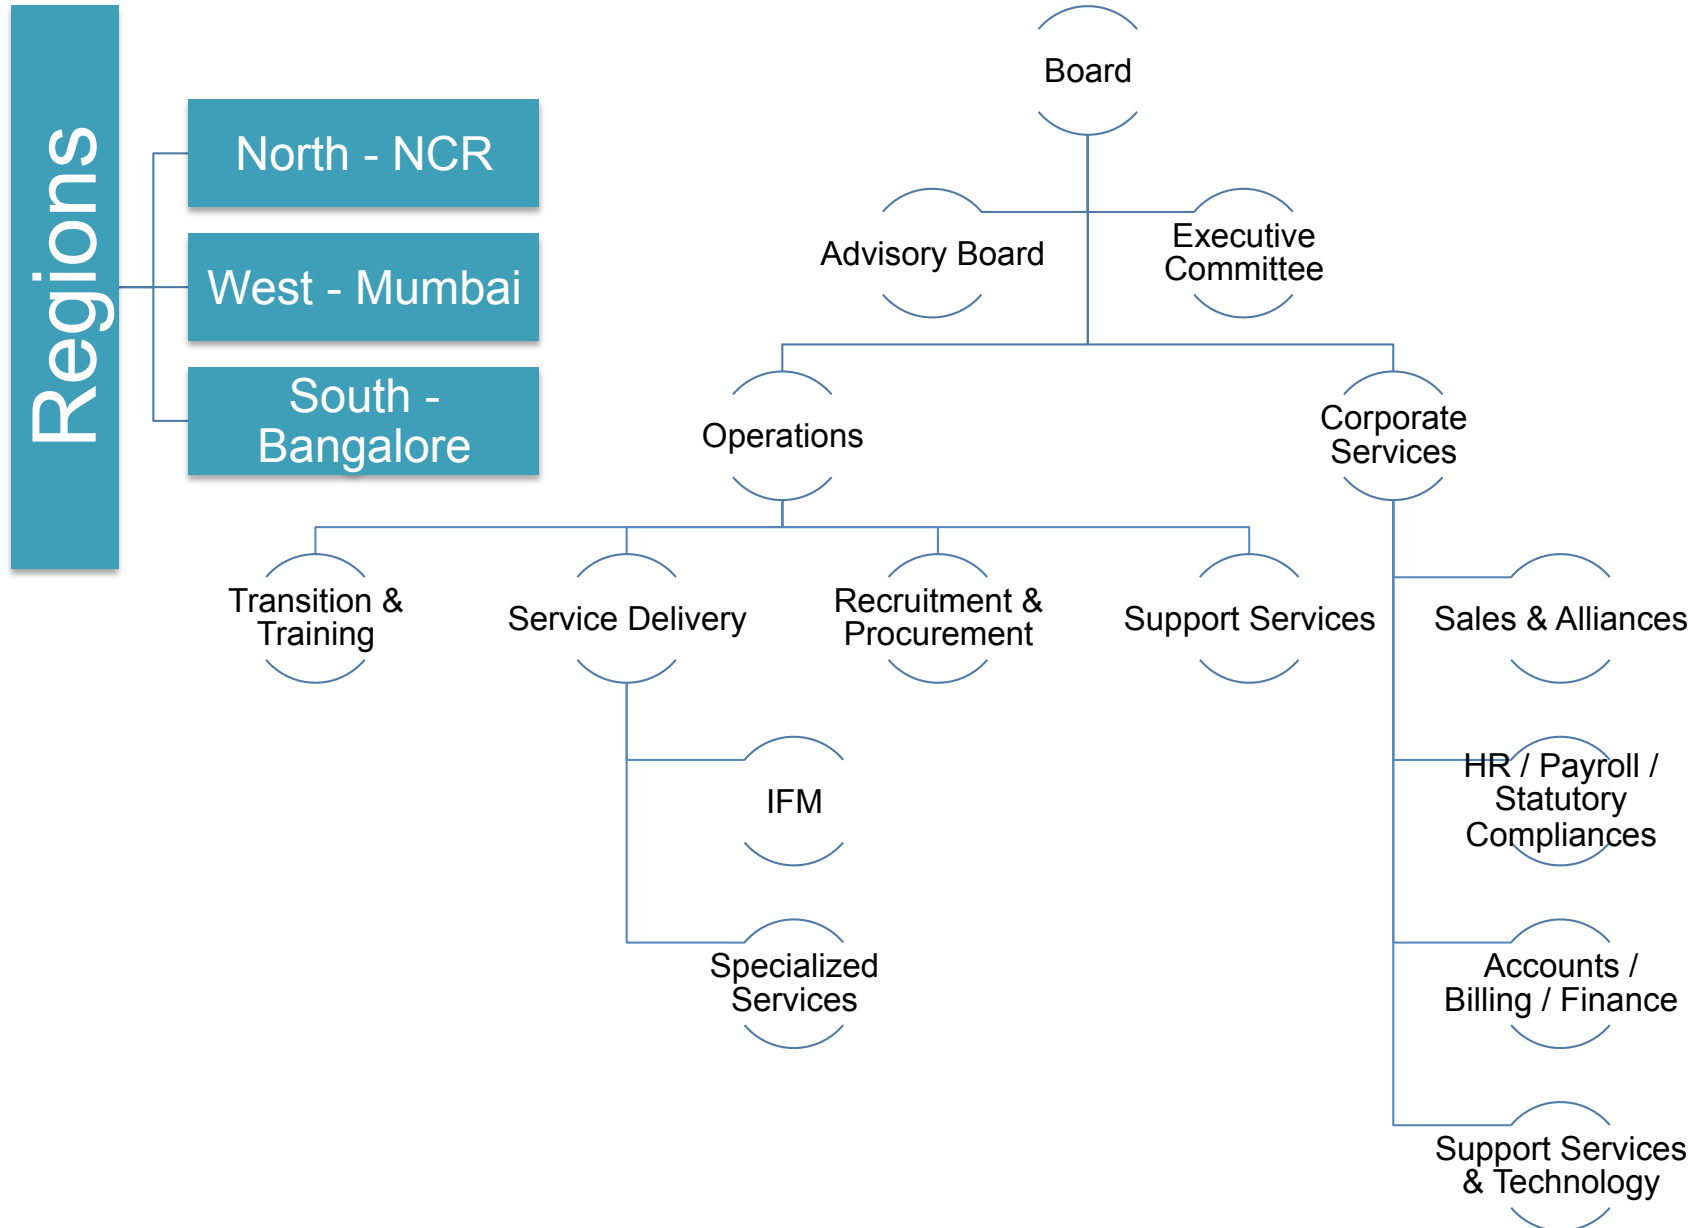 Regions
North - NCR
West - Mumbai
South -
Bangalore
Board
Advisory Board
Executive
Committee
Operations
Corporate
Services
Transition &
Training
Service Delivery
Recruitment &
Procurement
Support Services
Sales & Alliances
IFM
HR / Payroll /
Statutory
Compliances
Specialized
Services
Accounts /
Billing / Finance
Support Services
& Technology